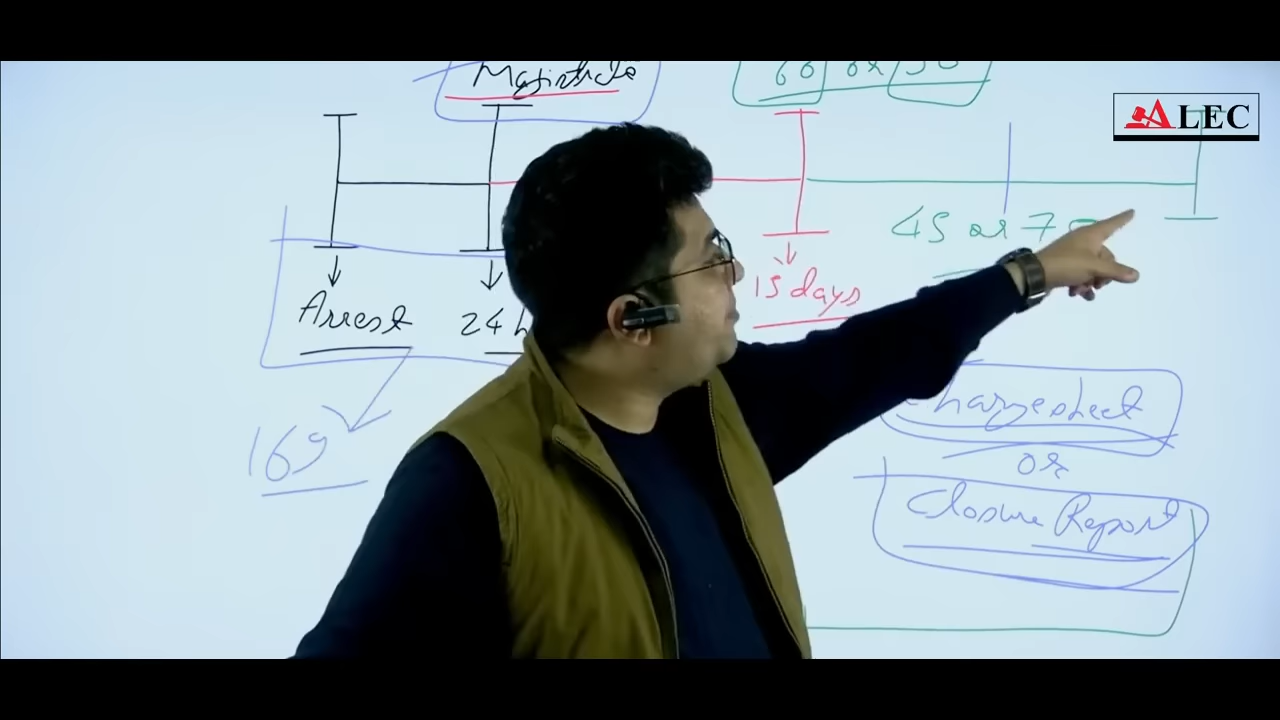 Magistrate
60 or 90
ALEC
45 or 7
Arrest
24 h
15 days
169
Chargesheet
or
Closure Report